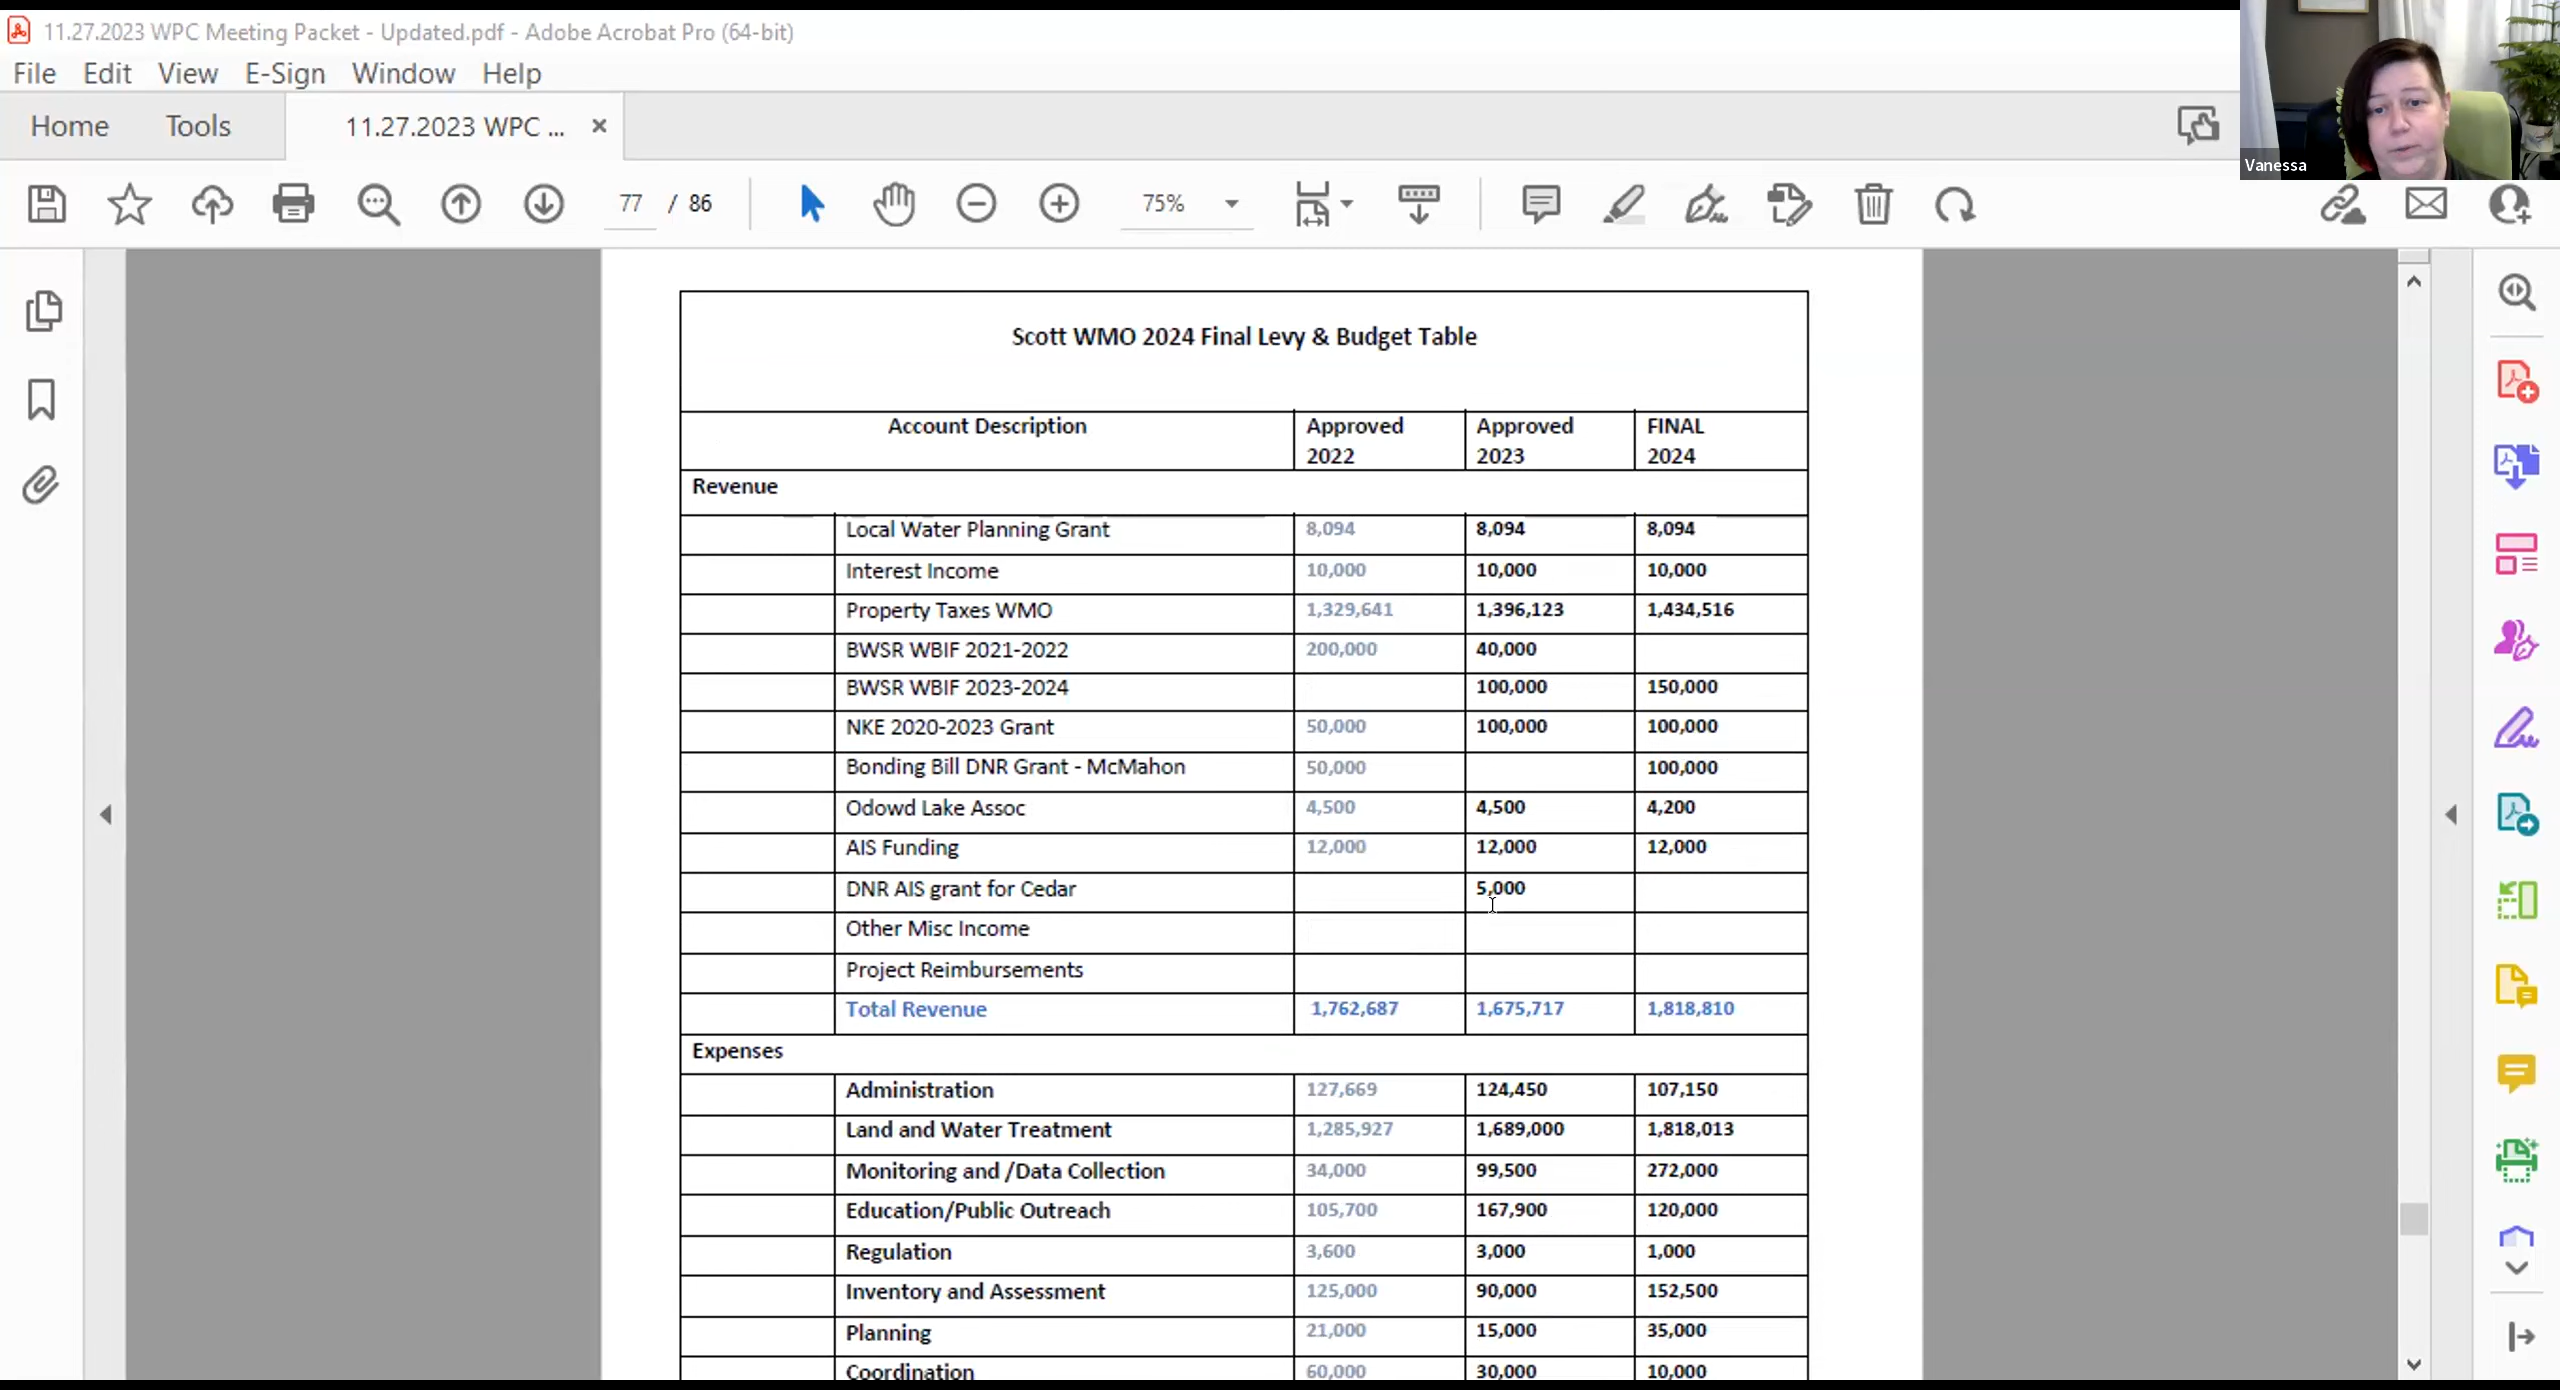 11.27.2023 WPC Meeting Packet - Updated.pdf - Adobe Acrobat Pro (64-bit)
File Edit View E-Sign Window Help
Home Tools 11.27.2023 WPC ... ×
Vanessa
77 / 86 75%
Scott WMO 2024 Final Levy & Budget Table
Account Description Approved 2022 Approved 2023 FINAL 2024
Revenue
Local Water Planning Grant 8,094 8,094 8,094
Interest Income 10,000 10,000 10,000
Property Taxes WMO 1,329,641 1,396,123 1,434,516
BWSR WBIF 2021-2022 200,000 40,000
BWSR WBIF 2023-2024 100,000 150,000
NKE 2020-2023 Grant 50,000 100,000 100,000
Bonding Bill DNR Grant - McMahon 50,000 100,000
Odowd Lake Assoc 4,500 4,500 4,200
AIS Funding 12,000 12,000 12,000
DNR AIS grant for Cedar 5,000
Other Misc Income
Project Reimbursements
Total Revenue 1,762,687 1,675,717 1,818,810
Expenses
Administration 127,669 124,450 107,150
Land and Water Treatment 1,285,927 1,689,000 1,818,013
Monitoring and /Data Collection 34,000 99,500 272,000
Education/Public Outreach 105,700 167,900 120,000
Regulation 3,600 3,000 1,000
Inventory and Assessment 125,000 90,000 152,500
Planning 21,000 15,000 35,000
Coordination 60,000 30,000 10,000